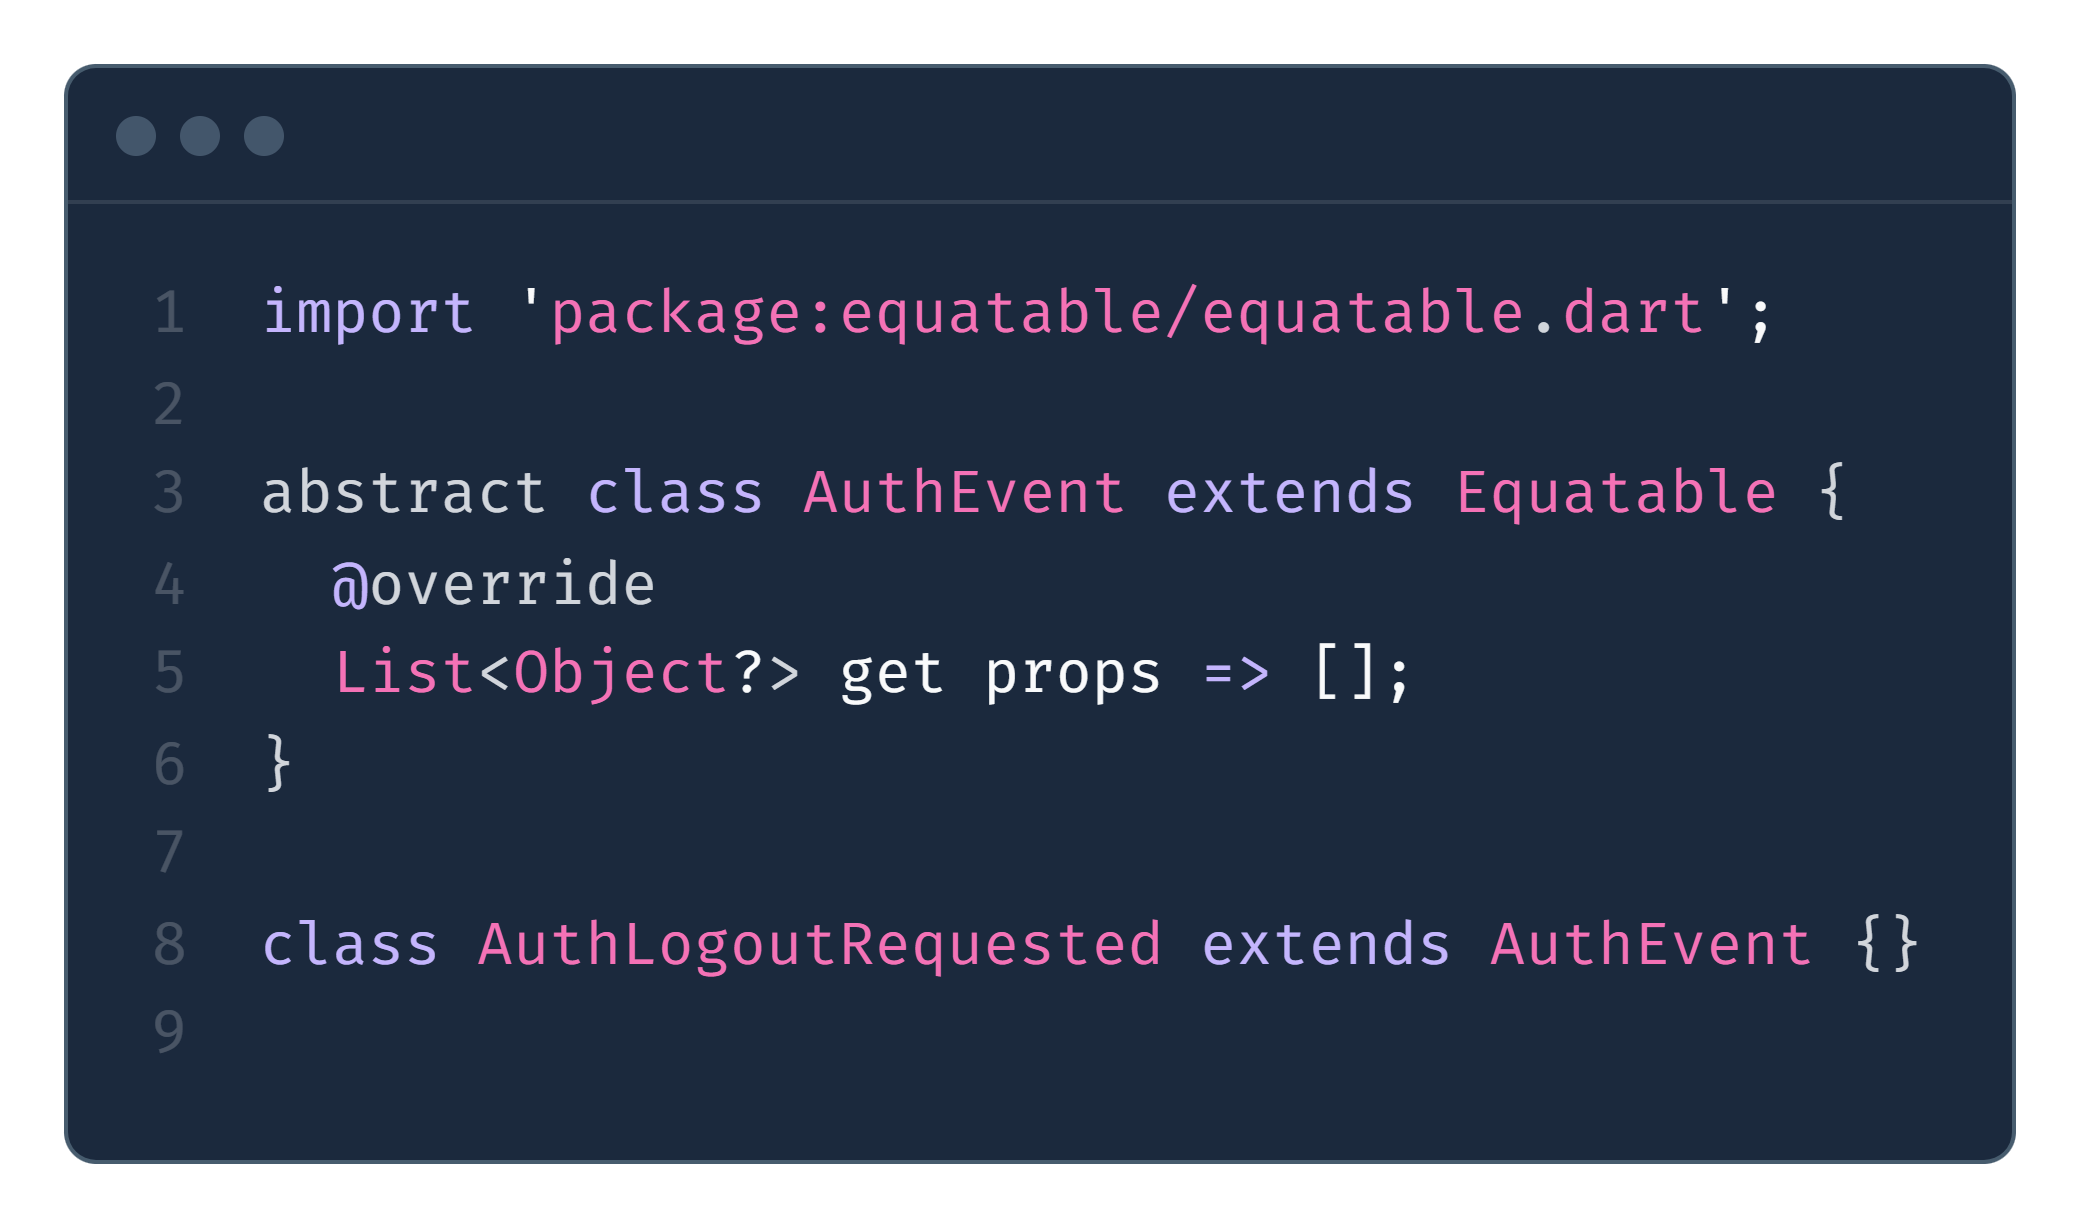 1 import 'package:equatable/equatable.dart';
2
3 abstract class AuthEvent extends Equatable {
4   @override
5   List<Object?> get props => [];
6 }
7
8 class AuthLogoutRequested extends AuthEvent {}
9